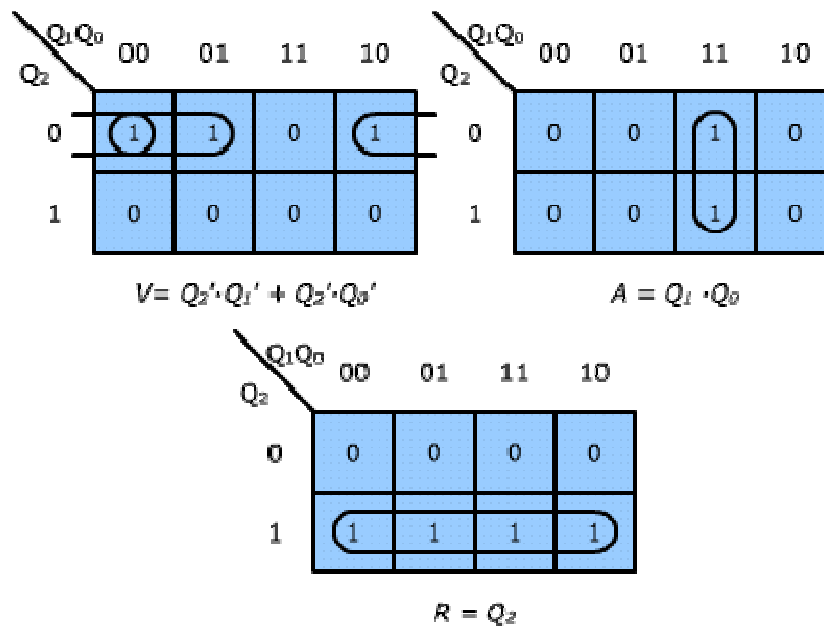 Q₁Q₀ 00 01 11 10
Q₂
0 1 1 0 1
1 0 0 0 0
V= Q₂'·Q₁' + Q₂'·Q₀'
Q₁Q₀ 00 01 11 10
Q₂
0 0 0 1 0
1 0 0 1 0
A = Q₁ ·Q₀
Q₁Q₀ 00 01 11 10
Q₂
0 0 0 0 0
1 1 1 1 1
R = Q₂